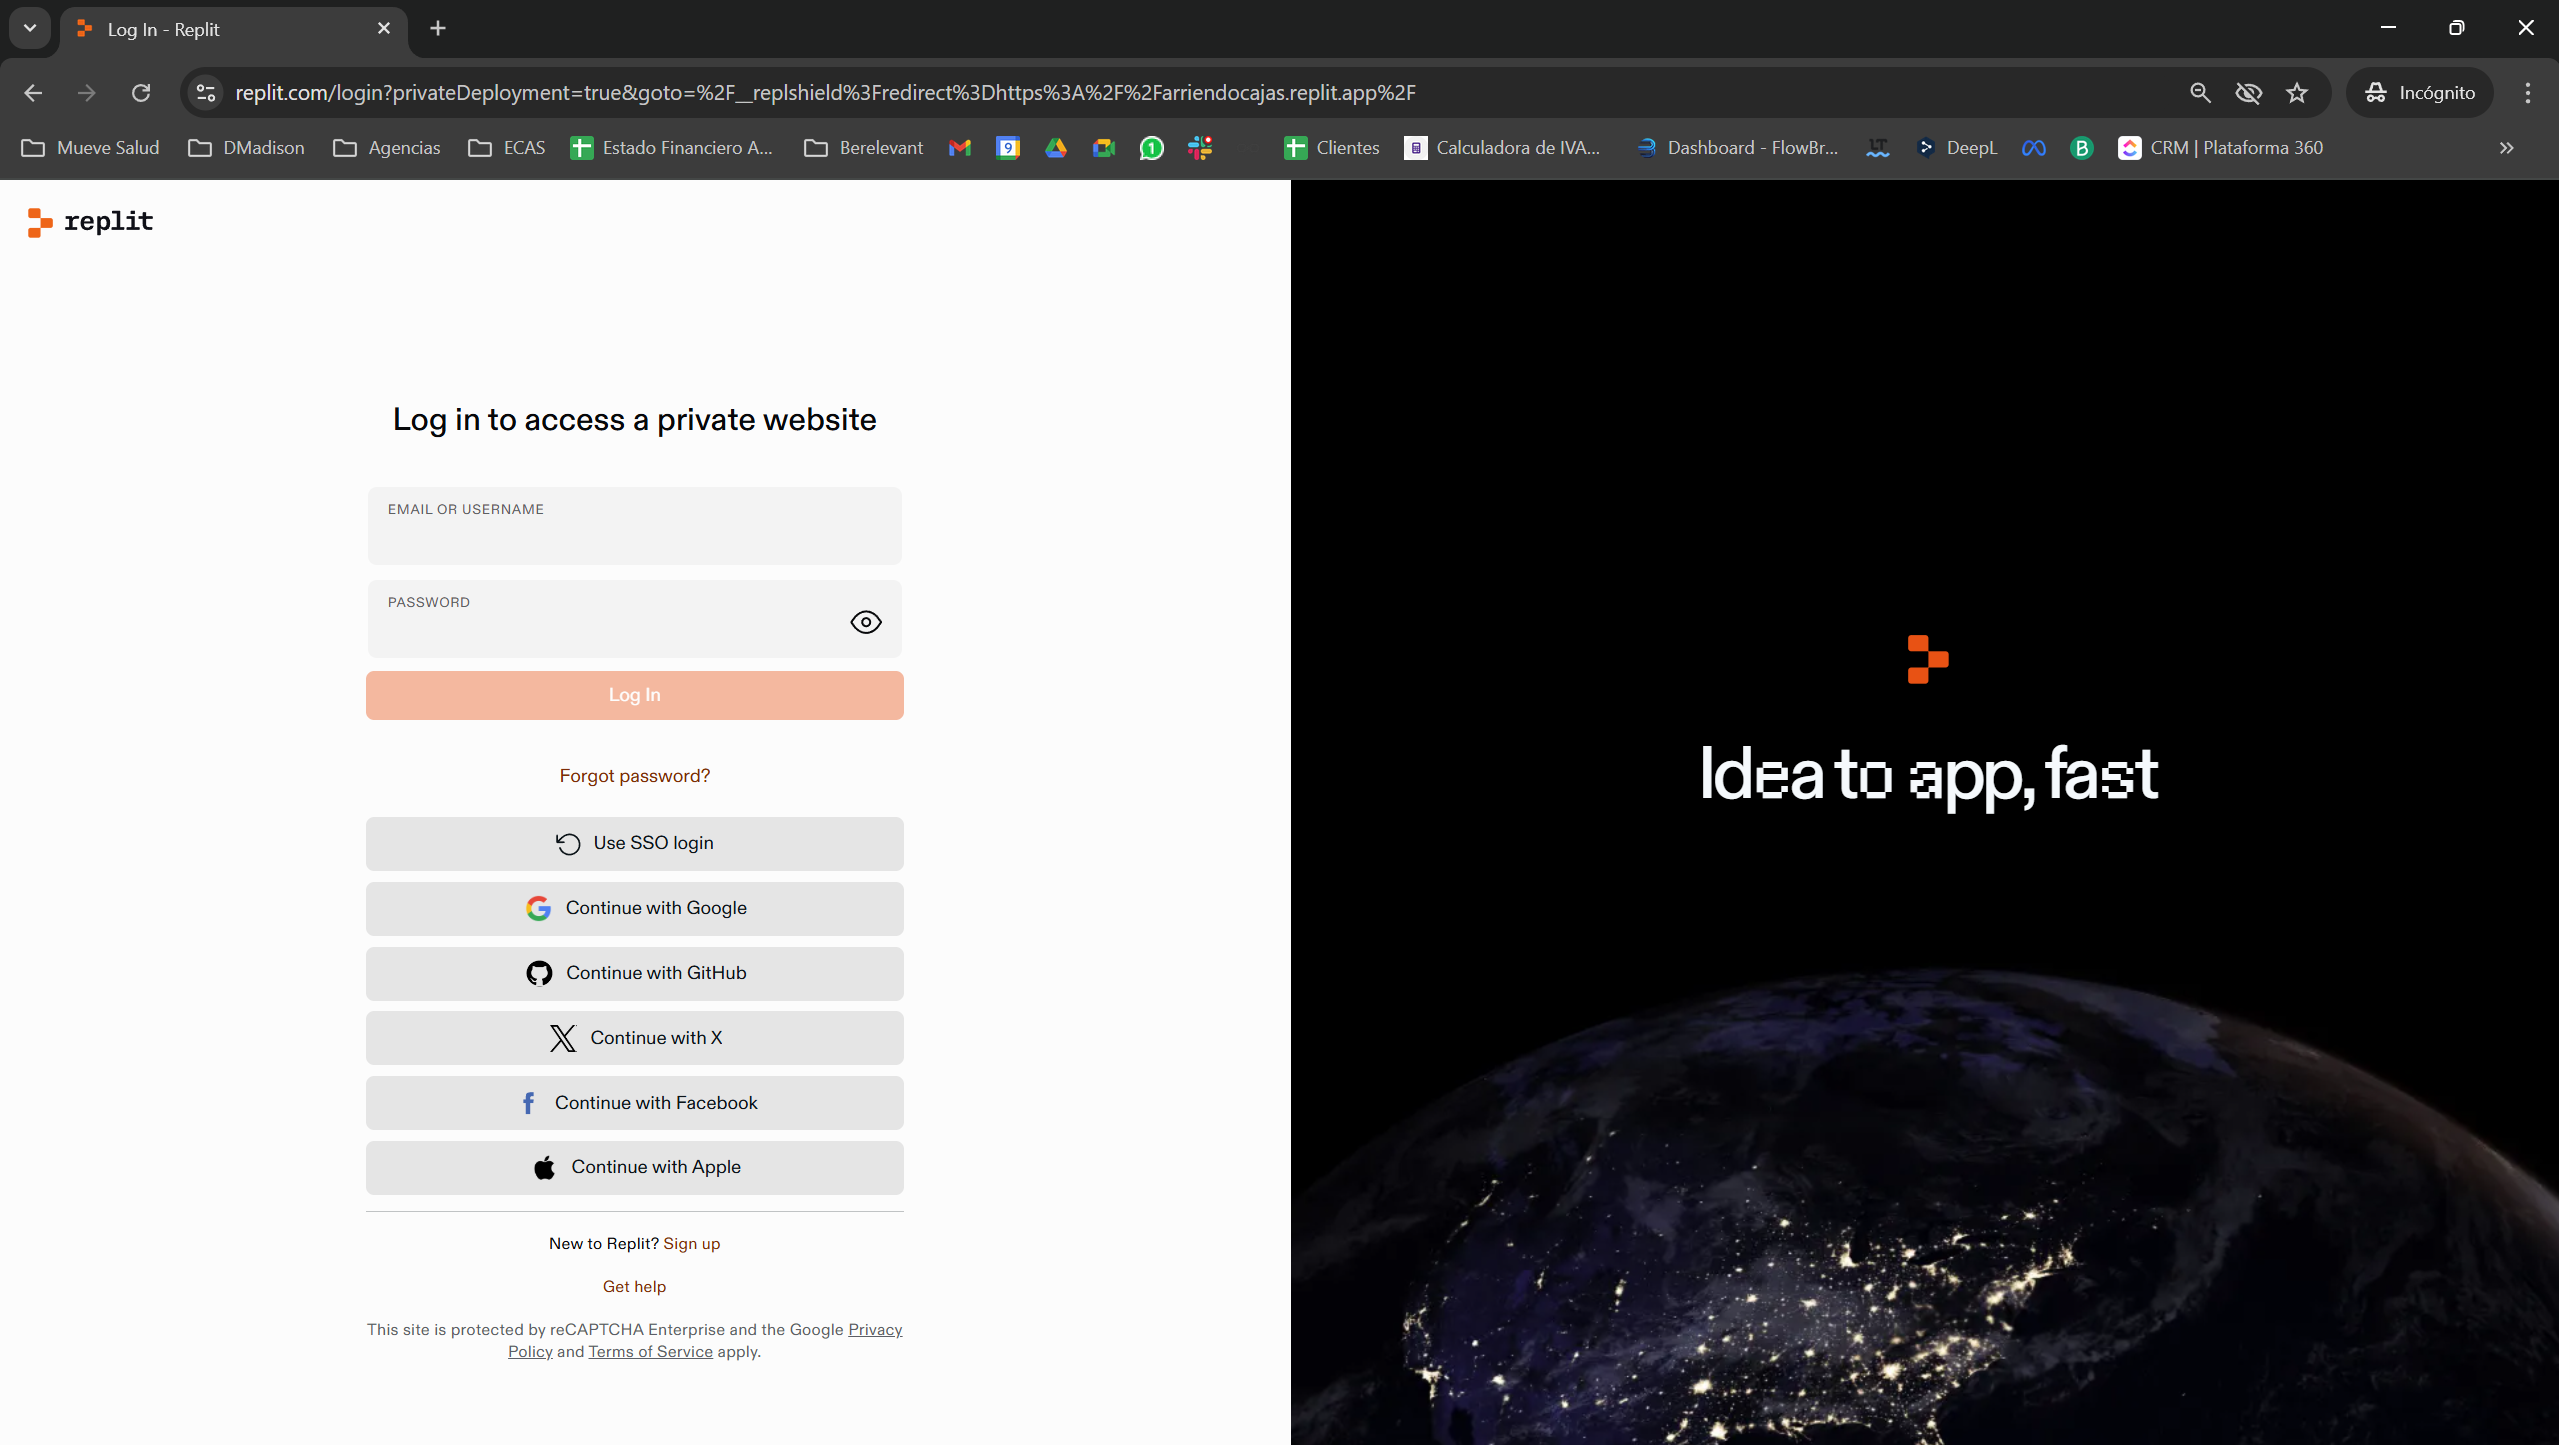 Log In - Replit
replit.com/login?privateDeployment=true&goto=%2F__replshield%3Fredirect%3Dhttps%3A%2F%2Farriendocajas.replit.app%2F
Incógnito
Mueve Salud
DMadison
Agencias
ECAS
Estado Financiero A...
Berelevant
9
1
Clientes
Calculadora de IVA...
Dashboard - FlowBr...
LT
DeepL
B
CRM | Plataforma 360
replit
Log in to access a private website
EMAIL OR USERNAME
PASSWORD
Log In
Forgot password?
Use SSO login
Continue with Google
Continue with GitHub
Continue with X
Continue with Facebook
Continue with Apple
New to Replit? Sign up
Get help
This site is protected by reCAPTCHA Enterprise and the Google Privacy
Policy and Terms of Service apply.
Idea to app, fast